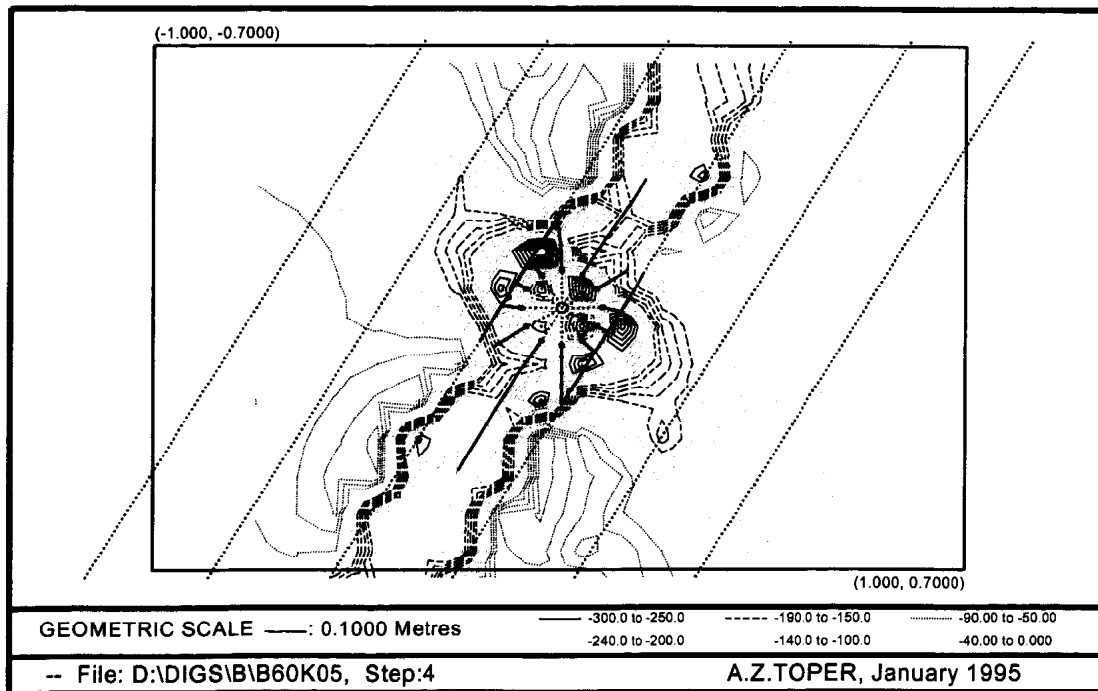 (-1.000, -0.7000)
(1.000, 0.7000)
GEOMETRIC SCALE : 0.1000 Metres
-300.0 to -250.0
-190.0 to -150.0
-90.00 to -50.00
-240.0 to -200.0
-140.0 to -100.0
-40.00 to 0.000
-- File: D:\DIGS\B\B60K05, Step:4
A.Z.TOPER, January 1995